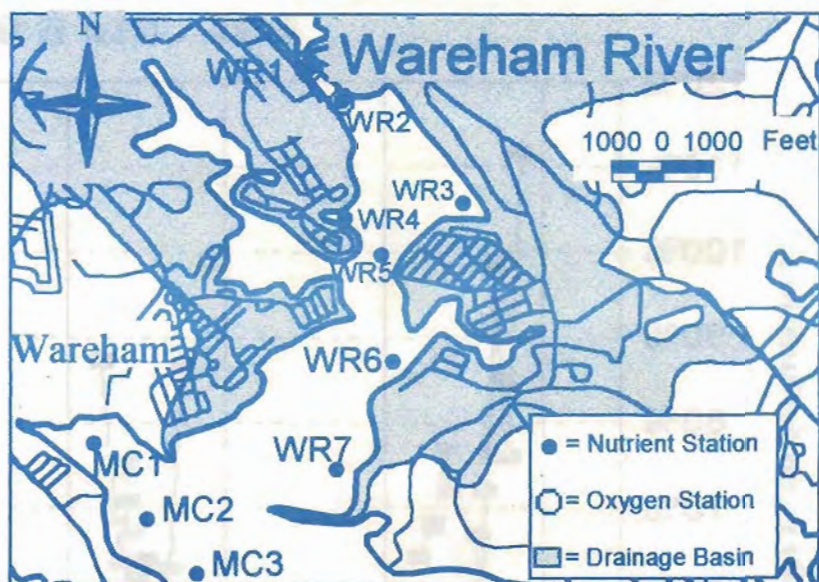 N
Wareham River
WR1
WR2
1000 0 1000 Feet
WR3
WR4
WR5
Wareham
WR6
WR7
MC1
MC2
MC3
= Nutrient Station
= Oxygen Station
= Drainage Basin